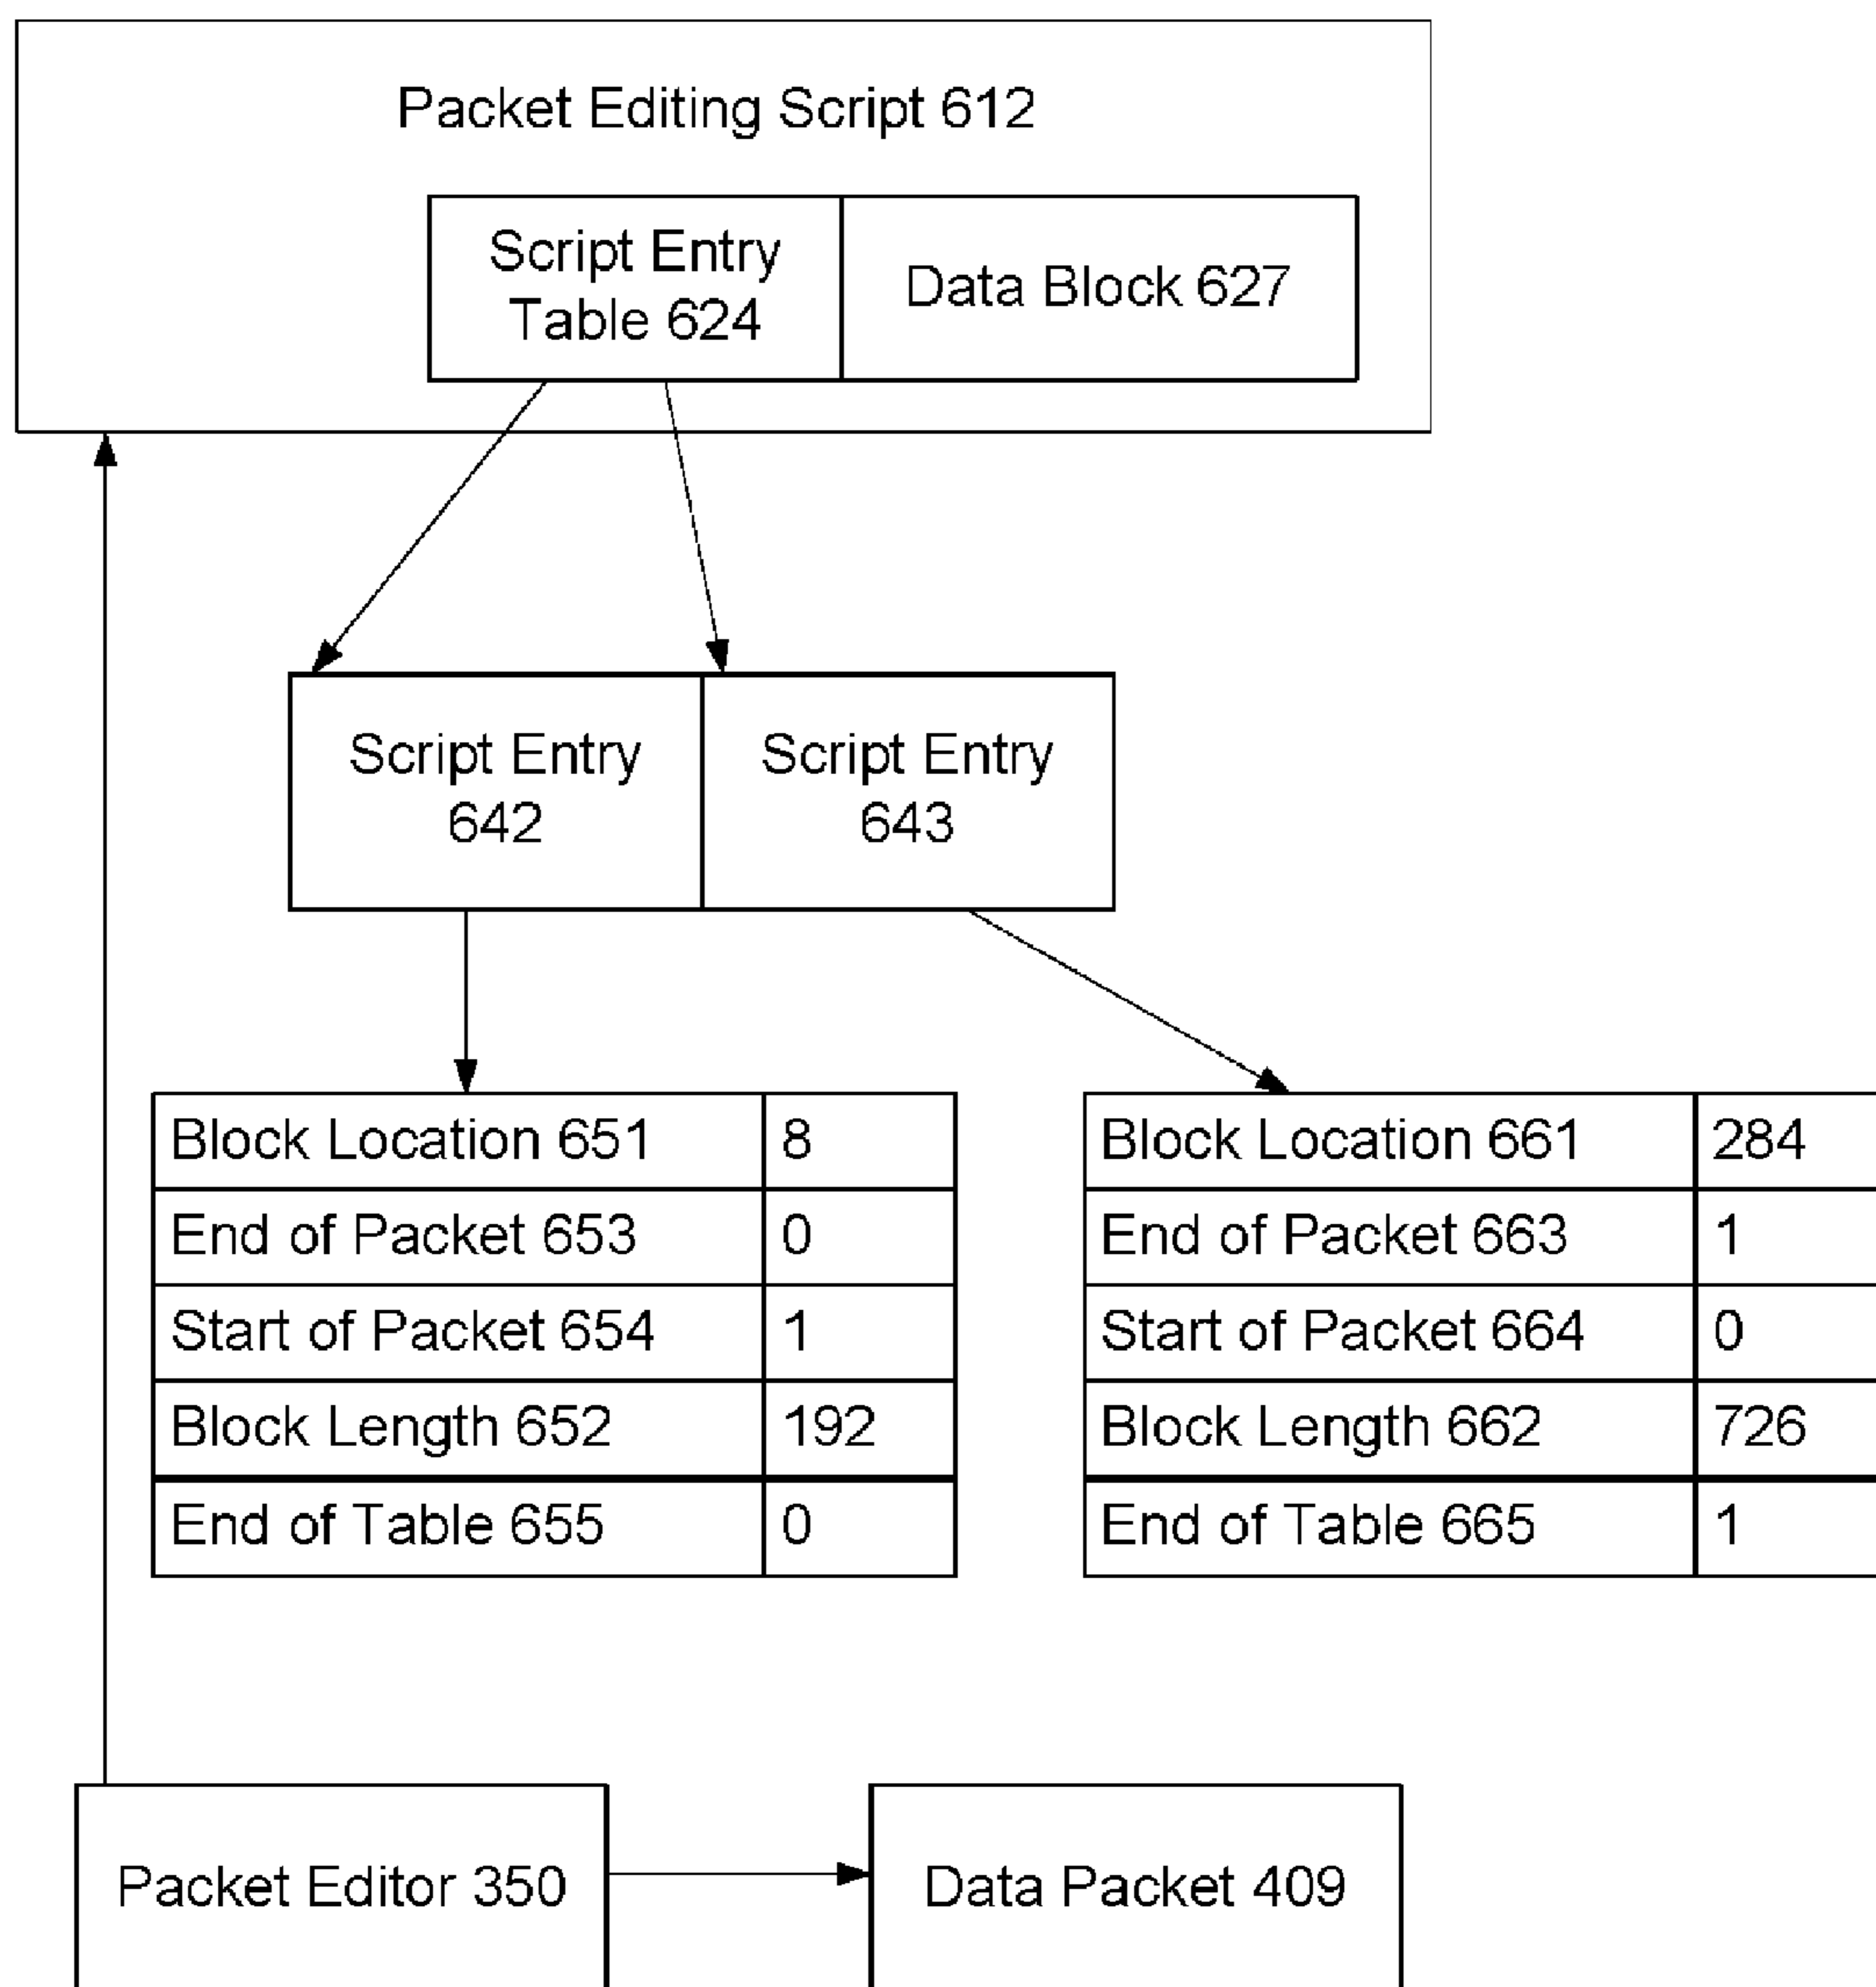 Packet Editing Script 612
Script Entry
Table 624
Data Block 627
Script Entry
642
Script Entry
643
Block Location 651 8
End of Packet 653 0
Start of Packet 654 1
Block Length 652 192
End of Table 655 0
Block Location 661 284
End of Packet 663 1
Start of Packet 664 0
Block Length 662 726
End of Table 665 1
Packet Editor 350
Data Packet 409